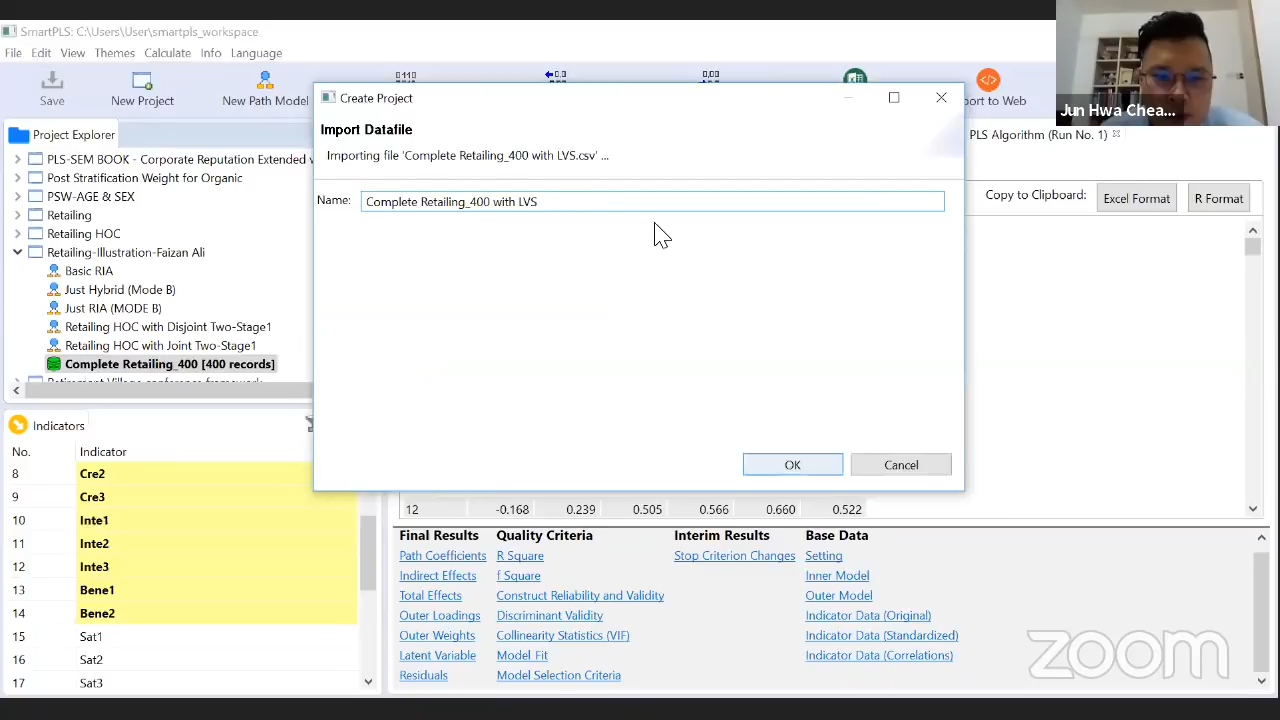 SmartPLS: C:\Users\User\smartpls_workspace
File Edit View Themes Calculate Info Language
Save
New Project
New Path Model
ort to Web
Jun Hwa Chea...
Project Explorer
PLS-SEM BOOK - Corporate Reputation Extended w
Post Stratification Weight for Organic
PSW-AGE & SEX
Retailing
Retailing HOC
Retailing-Illustration-Faizan Ali
Basic RIA
Just Hybrid (Mode B)
Just RIA (MODE B)
Retailing HOC with Disjoint Two-Stage1
Retailing HOC with Joint Two-Stage1
Complete Retailing_400 [400 records]
Indicators
No. Indicator
8 Cre2
9 Cre3
10 Inte1
11 Inte2
12 Inte3
13 Bene1
14 Bene2
15 Sat1
16 Sat2
17 Sat3
Create Project
Import Datafile
Importing file 'Complete Retailing_400 with LVS.csv' ...
Name: Complete Retailing_400 with LVS
OK
Cancel
PLS Algorithm (Run No. 1)
Copy to Clipboard: Excel Format R Format
12 -0.168 0.239 0.505 0.566 0.660 0.522
Final Results Quality Criteria Interim Results Base Data
Path Coefficients R Square Stop Criterion Changes Setting
Indirect Effects f Square Inner Model
Total Effects Construct Reliability and Validity Outer Model
Outer Loadings Discriminant Validity Indicator Data (Original)
Outer Weights Collinearity Statistics (VIF) Indicator Data (Standardized)
Latent Variable Model Fit Indicator Data (Correlations)
Residuals Model Selection Criteria
zoom